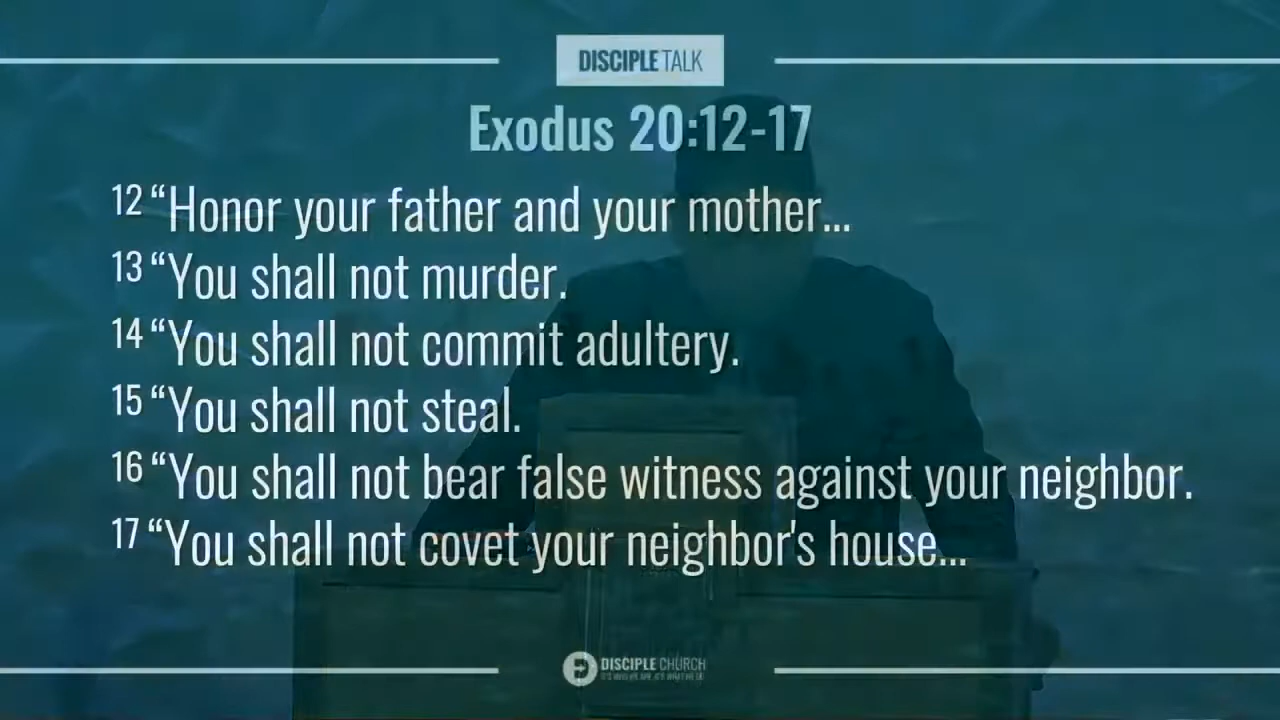 DISCIPLE TALK
Exodus 20:12-17
12 “Honor your father and your mother...
13 “You shall not murder.
14 “You shall not commit adultery.
15 “You shall not steal.
16 “You shall not bear false witness against your neighbor.
17 “You shall not covet your neighbor's house...
DISCIPLE CHURCH